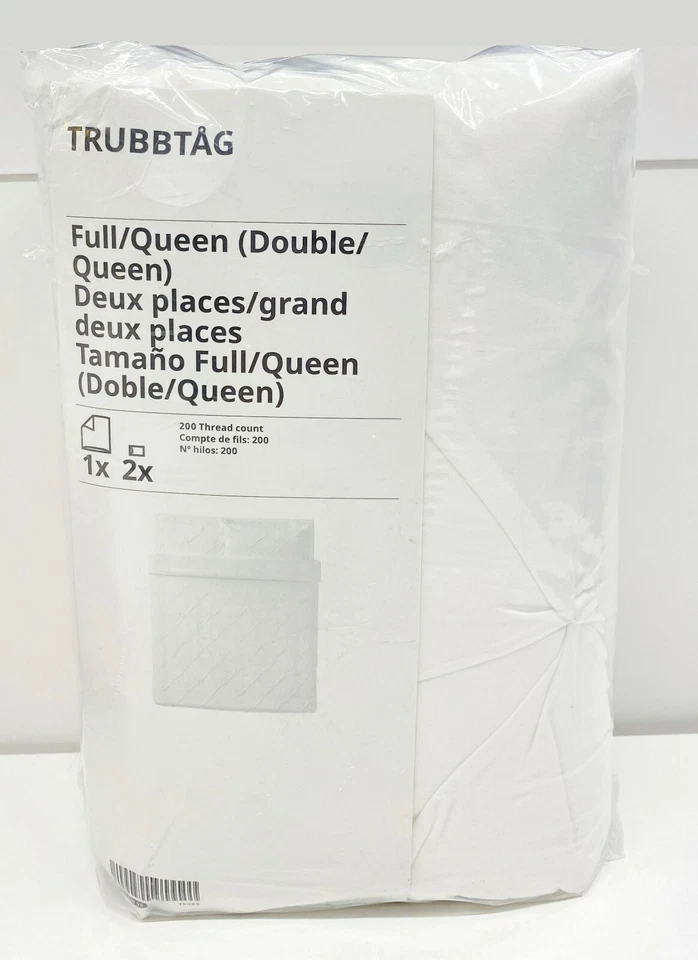 TRUBBTÅG
Full/Queen (Double/
Queen)
Deux places/grand
deux places
Tamaño Full/Queen
(Doble/Queen)
200 Thread count
Compte de fils: 200
N° hilos: 200
1x 2x